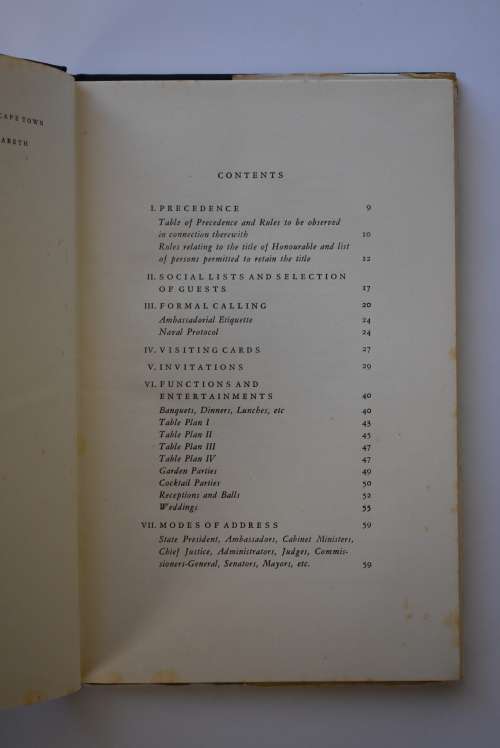 CAPE TOWN
CONTENTS
I. PRECEDENCE 9
Table of Precedence and Rules to be observed
in connection therewith 10
Rules relating to the title of Honourable and list
of persons permitted to retain the title 12
II. SOCIAL LISTS AND SELECTION
OF GUESTS 17
III. FORMAL CALLING 20
Ambassadorial Etiquette 24
Naval Protocol 24
IV. VISITING CARDS 27
V. INVITATIONS 29
VI. FUNCTIONS AND
ENTERTAINMENTS 40
Banquets, Dinners, Lunches, etc 40
Table Plan I 43
Table Plan II 45
Table Plan III 47
Table Plan IV 47
Garden Parties 49
Cocktail Parties 50
Receptions and Balls 52
Weddings 55
VII. MODES OF ADDRESS 59
State President, Ambassadors, Cabinet Ministers,
Chief Justice, Administrators, Judges, Commis-
sioners-General, Senators, Mayors, etc. 59